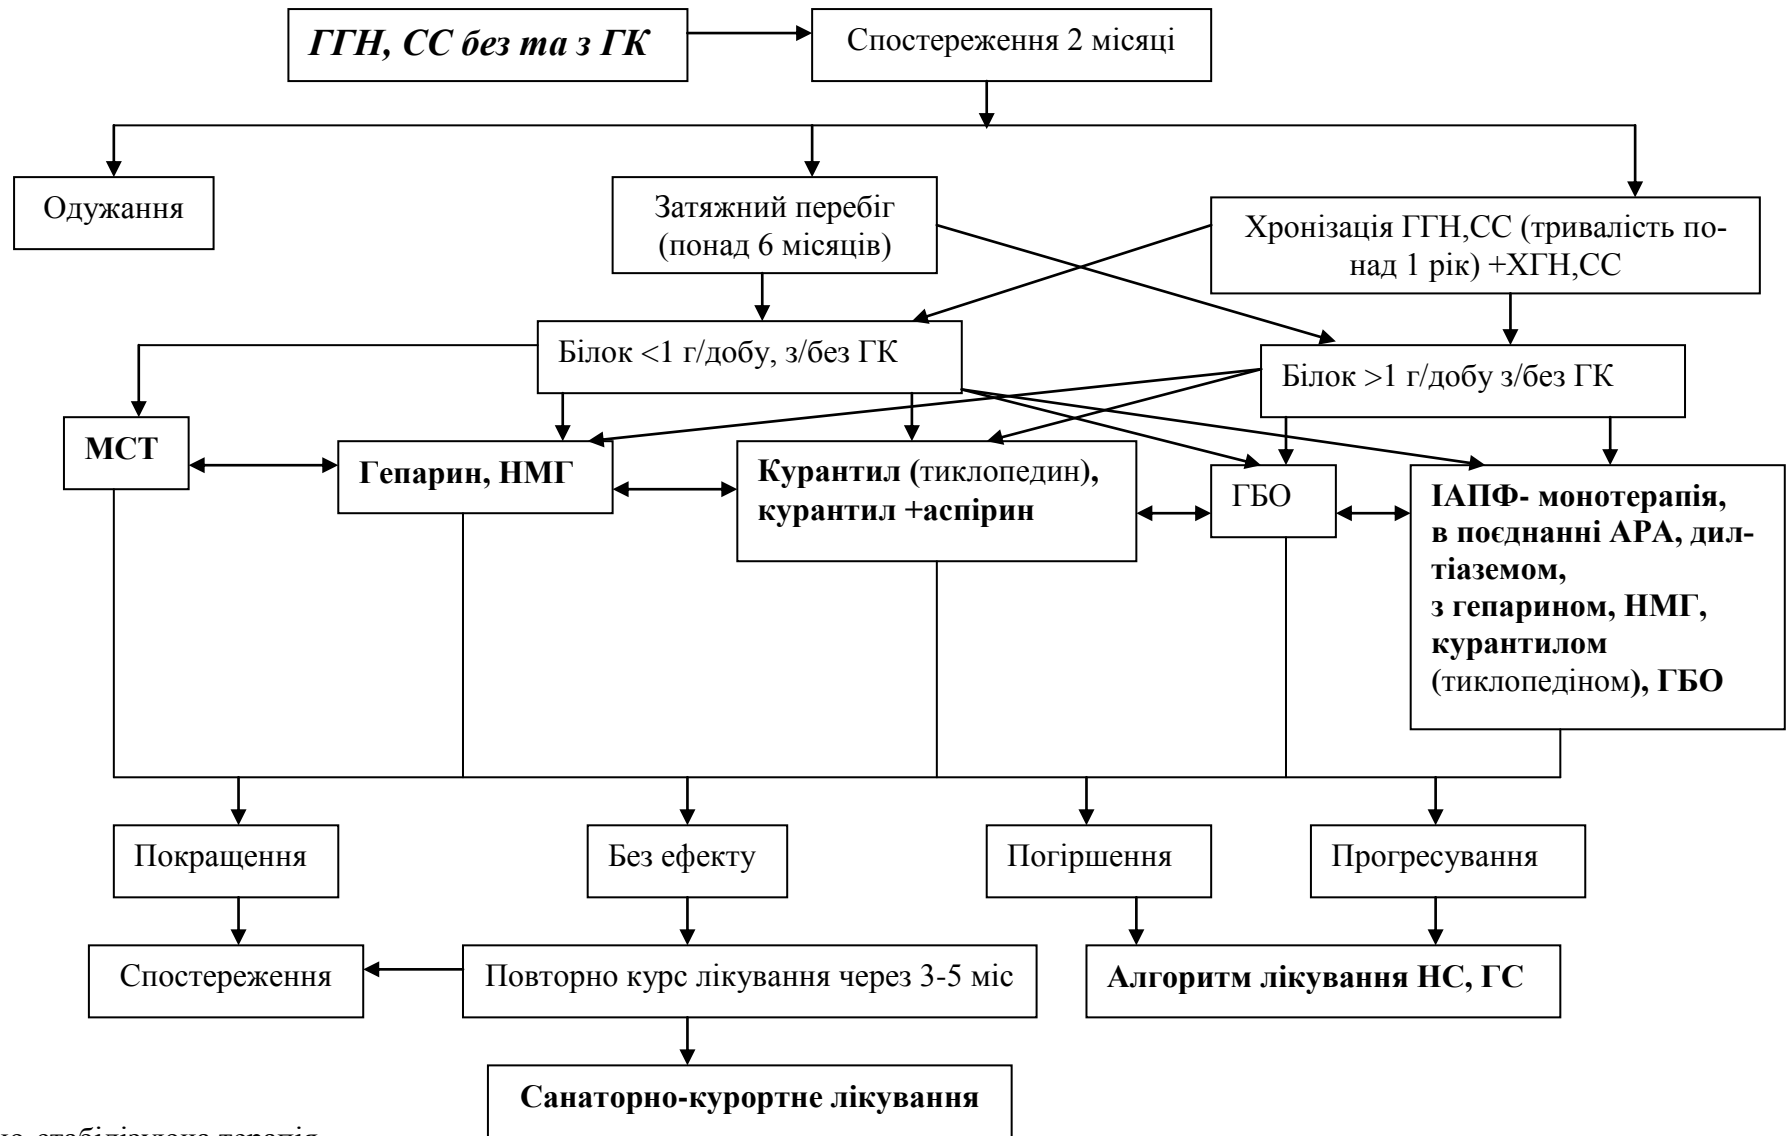 ГГН, СС без та з ГК
Спостереження 2 місяці
Одужання
Затяжний перебіг
(понад 6 місяців)
Хронізація ГГН,СС (тривалість по-
над 1 рік) +ХГН,СС
Білок <1 г/добу, з/без ГК
Білок >1 г/добу з/без ГК
МСТ
Гепарин, НМГ
Курантил (тиклопедин),
курантил +аспірин
ГБО
ІАПФ- монотерапія,
в поєднанні АРА, дил-
тіаземом,
з гепарином, НМГ,
курантилом
(тиклопедіном), ГБО
Покращення
Без ефекту
Погіршення
Прогресування
Спостереження
Повторно курс лікування через 3-5 міс
Алгоритм лікування НС, ГС
Санаторно-курортне лікування